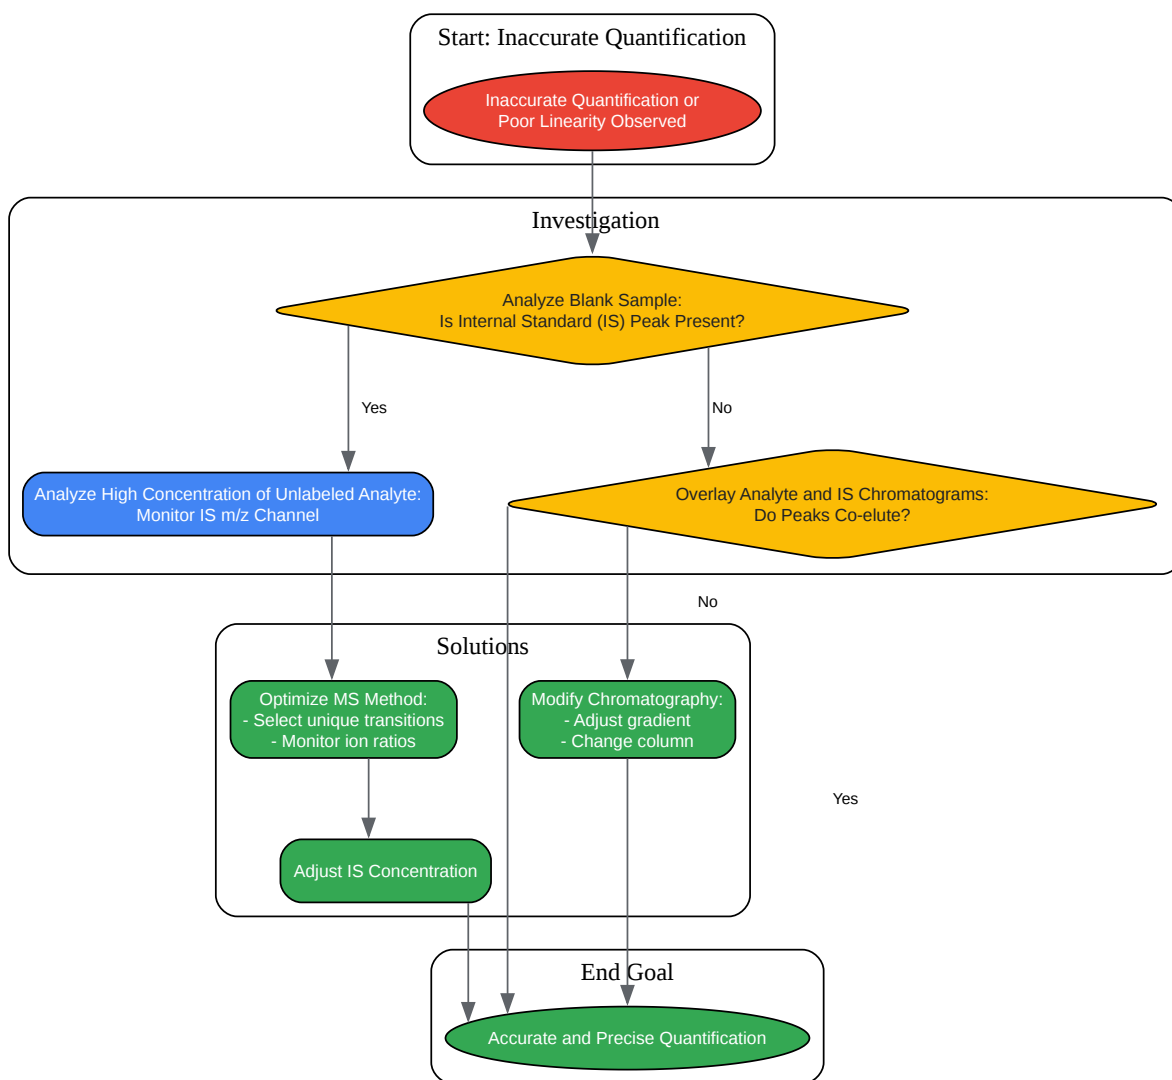 Start: Inaccurate Quantification
Inaccurate Quantification or
Poor Linearity Observed
Investigation
Analyze Blank Sample:
Is Internal Standard (IS) Peak Present?
Yes
No
Analyze High Concentration of Unlabeled Analyte:
Monitor IS m/z Channel
Overlay Analyte and IS Chromatograms:
Do Peaks Co-elute?
No
Solutions
Optimize MS Method:
- Select unique transitions
- Monitor ion ratios
Modify Chromatography:
- Adjust gradient
- Change column
Yes
Adjust IS Concentration
End Goal
Accurate and Precise Quantification